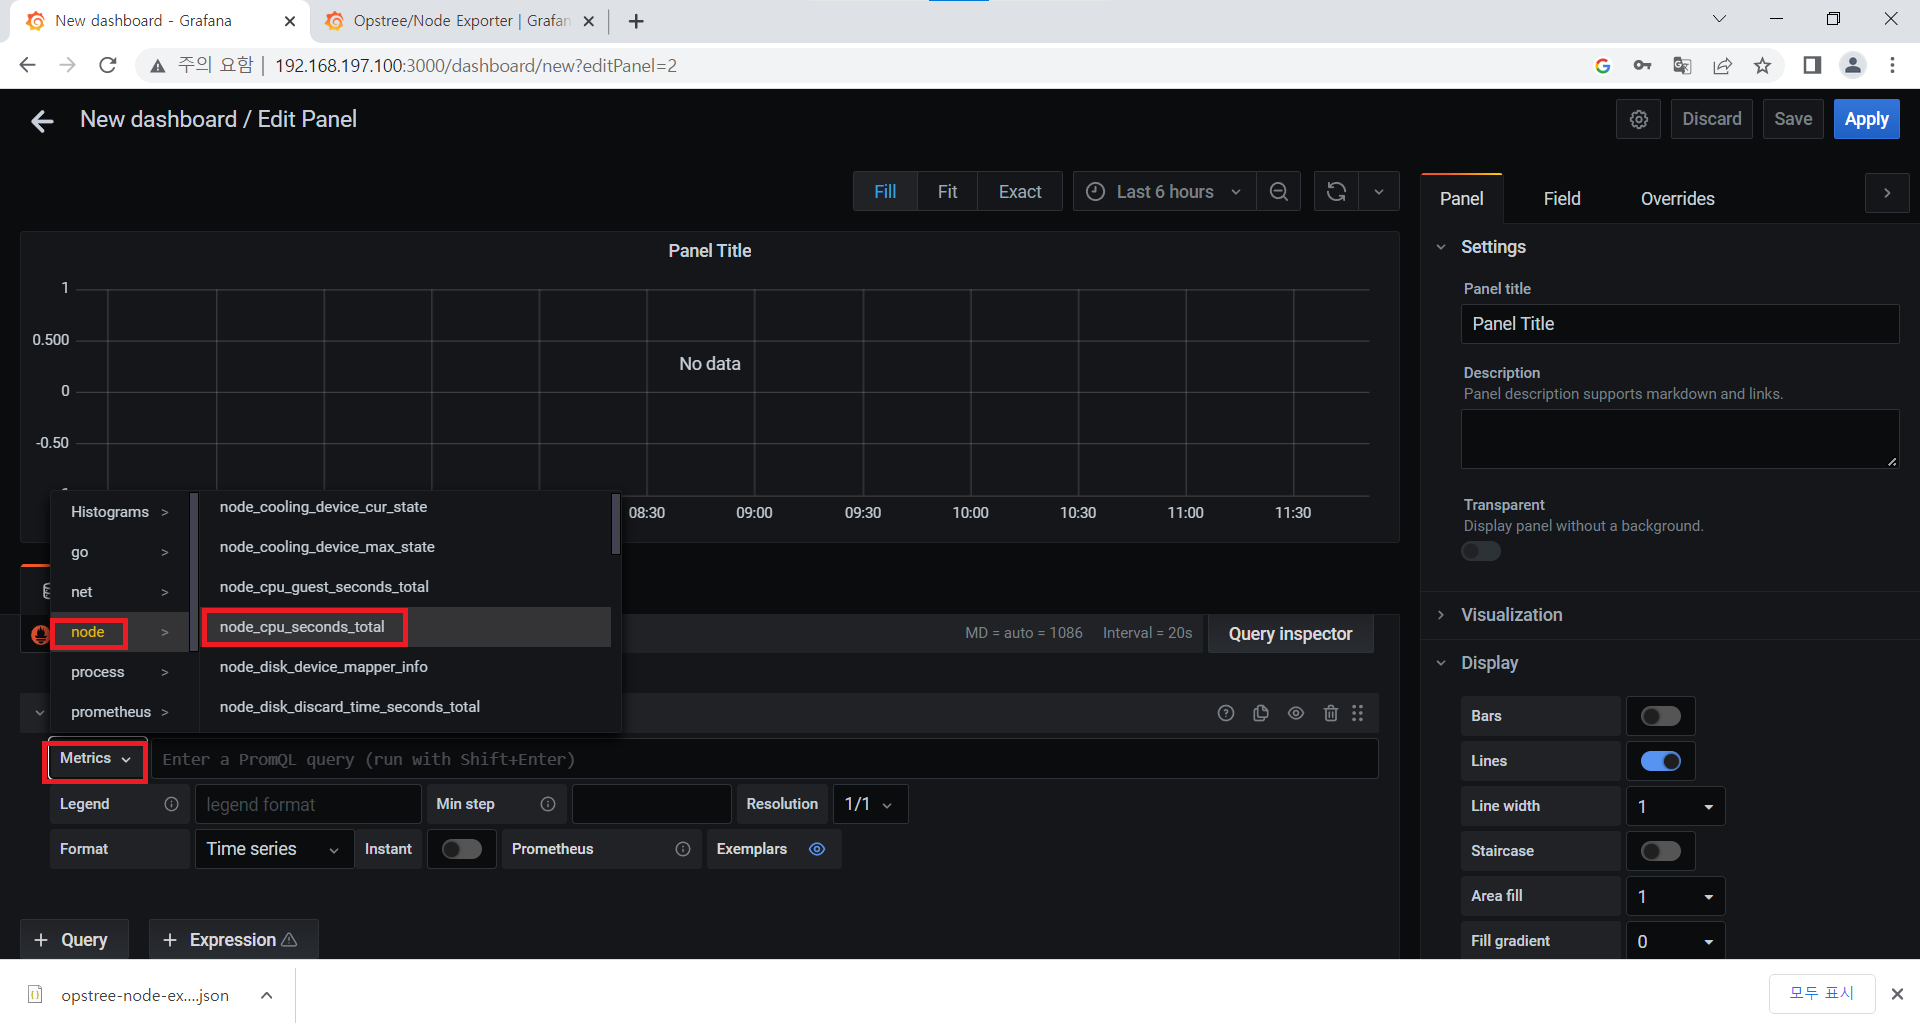 New dashboard - Grafana
Opstree/Node Exporter | Grafan
주의 요함 | 192.168.197.100:3000/dashboard/new?editPanel=2
New dashboard / Edit Panel
Discard
Save
Apply
Fill
Fit
Exact
Last 6 hours
Panel
Field
Overrides
Panel Title
1
0.500
0
-0.50
No data
08:30
09:00
09:30
10:00
10:30
11:00
11:30
Settings
Panel title
Panel Title
Description
Panel description supports markdown and links.
Transparent
Display panel without a background.
Histograms >
go >
net >
node >
process >
prometheus >
node_cooling_device_cur_state
node_cooling_device_max_state
node_cpu_guest_seconds_total
node_cpu_seconds_total
node_disk_device_mapper_info
node_disk_discard_time_seconds_total
MD = auto = 1086
Interval = 20s
Query inspector
Visualization
Display
Metrics
Enter a PromQL query (run with Shift+Enter)
Legend
legend format
Min step
Resolution
1/1
Format
Time series
Instant
Prometheus
Exemplars
+ Query
+ Expression
Bars
Lines
Line width
1
Staircase
Area fill
1
Fill gradient
0
opstree-node-ex....json
모두 표시